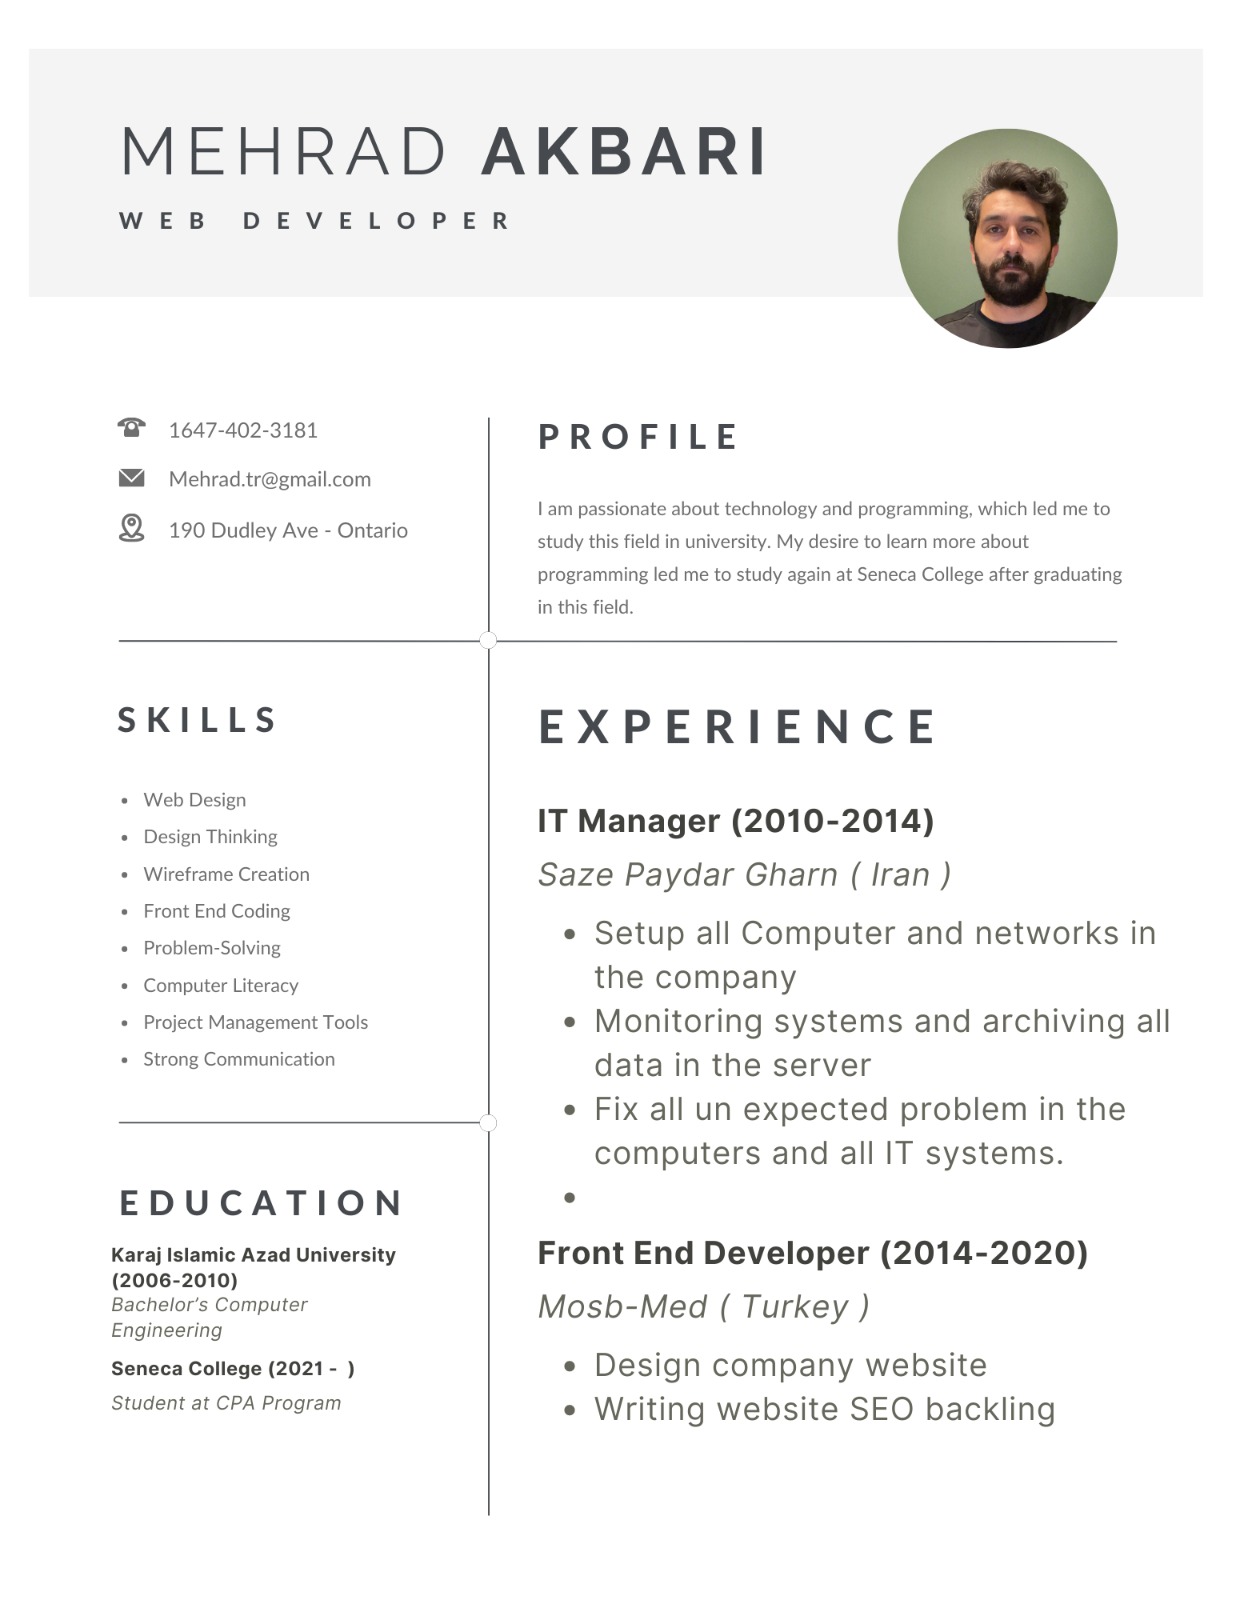 MEHRAD AKBARI
WEB DEVELOPER
1647-402-3181
Mehrad.tr@gmail.com
190 Dudley Ave - Ontario
PROFILE
I am passionate about technology and programming, which led me to
study this field in university. My desire to learn more about
programming led me to study again at Seneca College after graduating
in this field.
SKILLS
• Web Design
• Design Thinking
• Wireframe Creation
• Front End Coding
• Problem-Solving
• Computer Literacy
• Project Management Tools
• Strong Communication
EDUCATION
Karaj Islamic Azad University
(2006-2010)
Bachelor’s Computer
Engineering
Seneca College (2021 -  )
Student at CPA Program
EXPERIENCE
IT Manager (2010-2014)
Saze Paydar Gharn ( Iran )
• Setup all Computer and networks in
the company
• Monitoring systems and archiving all
data in the server
• Fix all un expected problem in the
computers and all IT systems.
•
Front End Developer (2014-2020)
Mosb-Med ( Turkey )
• Design company website
• Writing website SEO backling